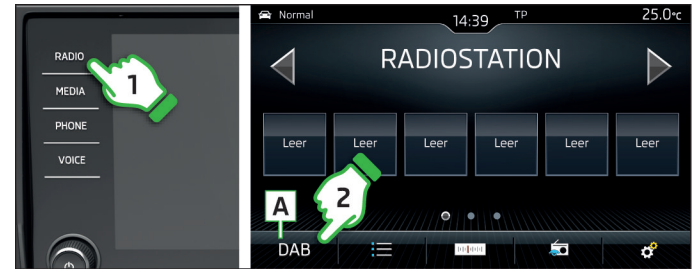 RADIO
MEDIA
PHONE
VOICE
1
Normal 14:39 TP 25.0°C
RADIOSTATION
Leer Leer Leer Leer Leer Leer
A
2
DAB